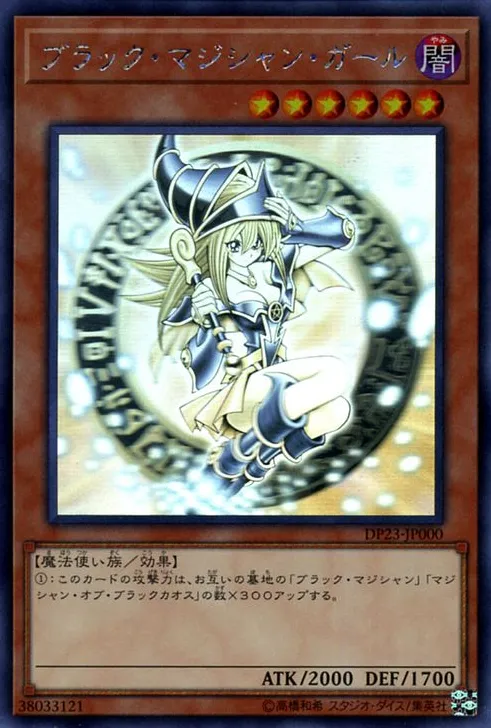 ブラック・マジシャン・ガール
闇
DP23-JP000
【魔法使い族／効果】
①：このカードの攻撃力は、お互いの墓地の「ブラック・マジシャン」「マジ
シャン・オブ・ブラックカオス」の数×３００アップする。
ATK/2000 DEF/1700
38033121
©高橋和希 スタジオ・ダイス/集英社